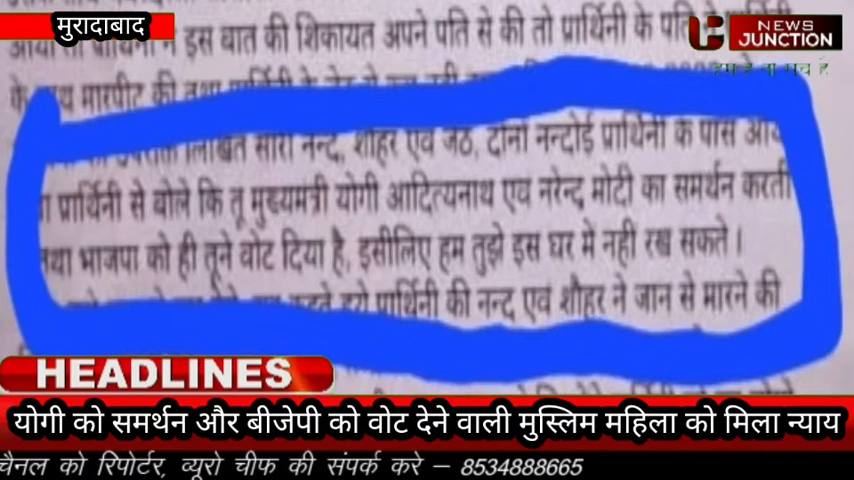 मुरादाबाद
NEWS
JUNCTION
इस बात की शिकायत अपने पति से की तो प्रार्थिनी के पति
मारपीट की तथा
सारी नन्द, शौहर एवं जेठ, दोनो नन्दोई प्रार्थिनी के पास
प्रार्थिनी से बोले कि तू मुख्यमंत्री योगी आदित्यनाथ एवं नरेन्द्र मोदी का समर्थन करती
भाजपा को ही तूने वोट दिया है, इसीलिए हम तुझे इस घर में नही रख सकते।
प्रार्थिनी की नन्द एवं शौहर ने जान से मारने की
HEADLINES
योगी को समर्थन और बीजेपी को वोट देने वाली मुस्लिम महिला को मिला न्याय
चैनल को रिपोर्टर, व्यूरो चीफ की संपर्क करे – 8534888665